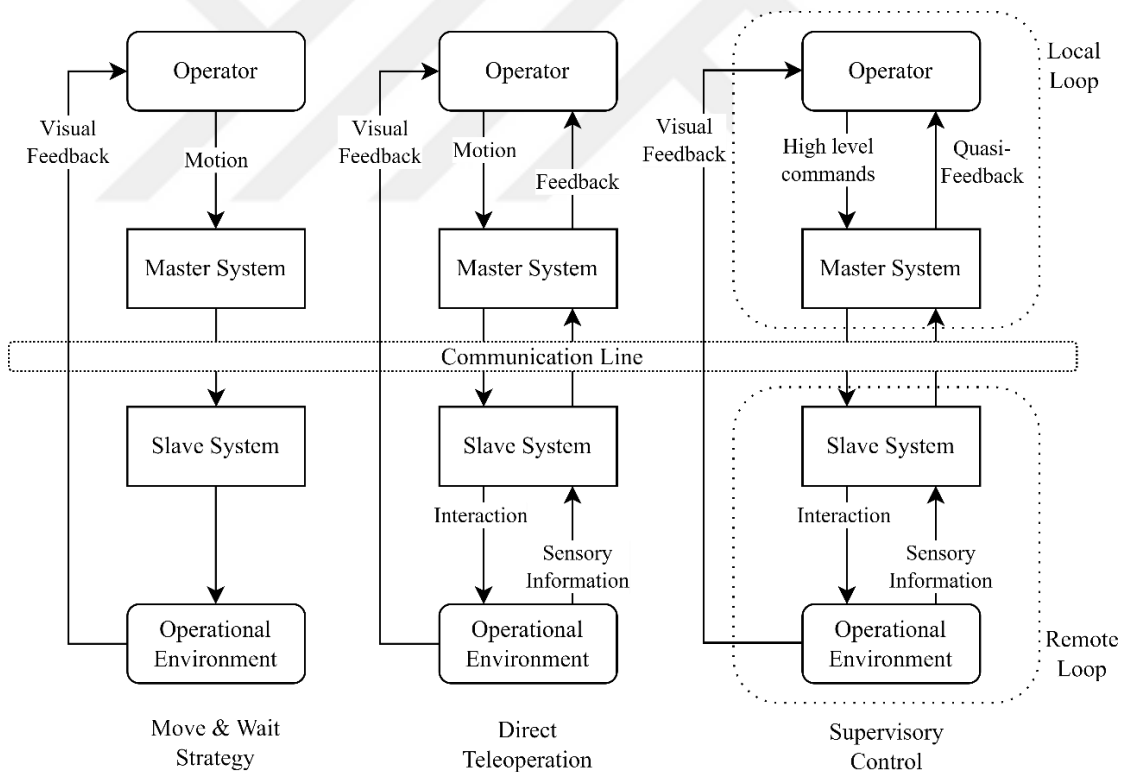 Operator
Visual
Feedback
Motion
Master System
Slave System
Operational
Environment
Move & Wait
Strategy
Operator
Visual
Feedback
Motion
Feedback
Master System
Communication Line
Slave System
Interaction
Sensory
Information
Operational
Environment
Direct
Teleoperation
Operator
Local
Loop
Visual
Feedback
High level
commands
Quasi-
Feedback
Master System
Slave System
Interaction
Sensory
Information
Operational
Environment
Remote
Loop
Supervisory
Control